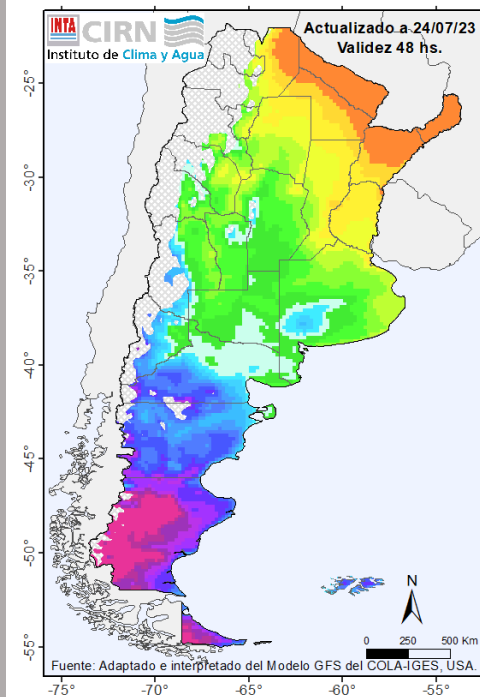 INTA CIRN
Instituto de Clima y Agua
Actualizado a 24/07/23
Validez 48 hs.
-25°
-30°
-35°
-40°
-45°
-50°
-55°
N
0 250 500 Km
Fuente: Adaptado e interpretado del Modelo GFS del COLA-IGES, USA.
-75° -70° -65° -60° -55°